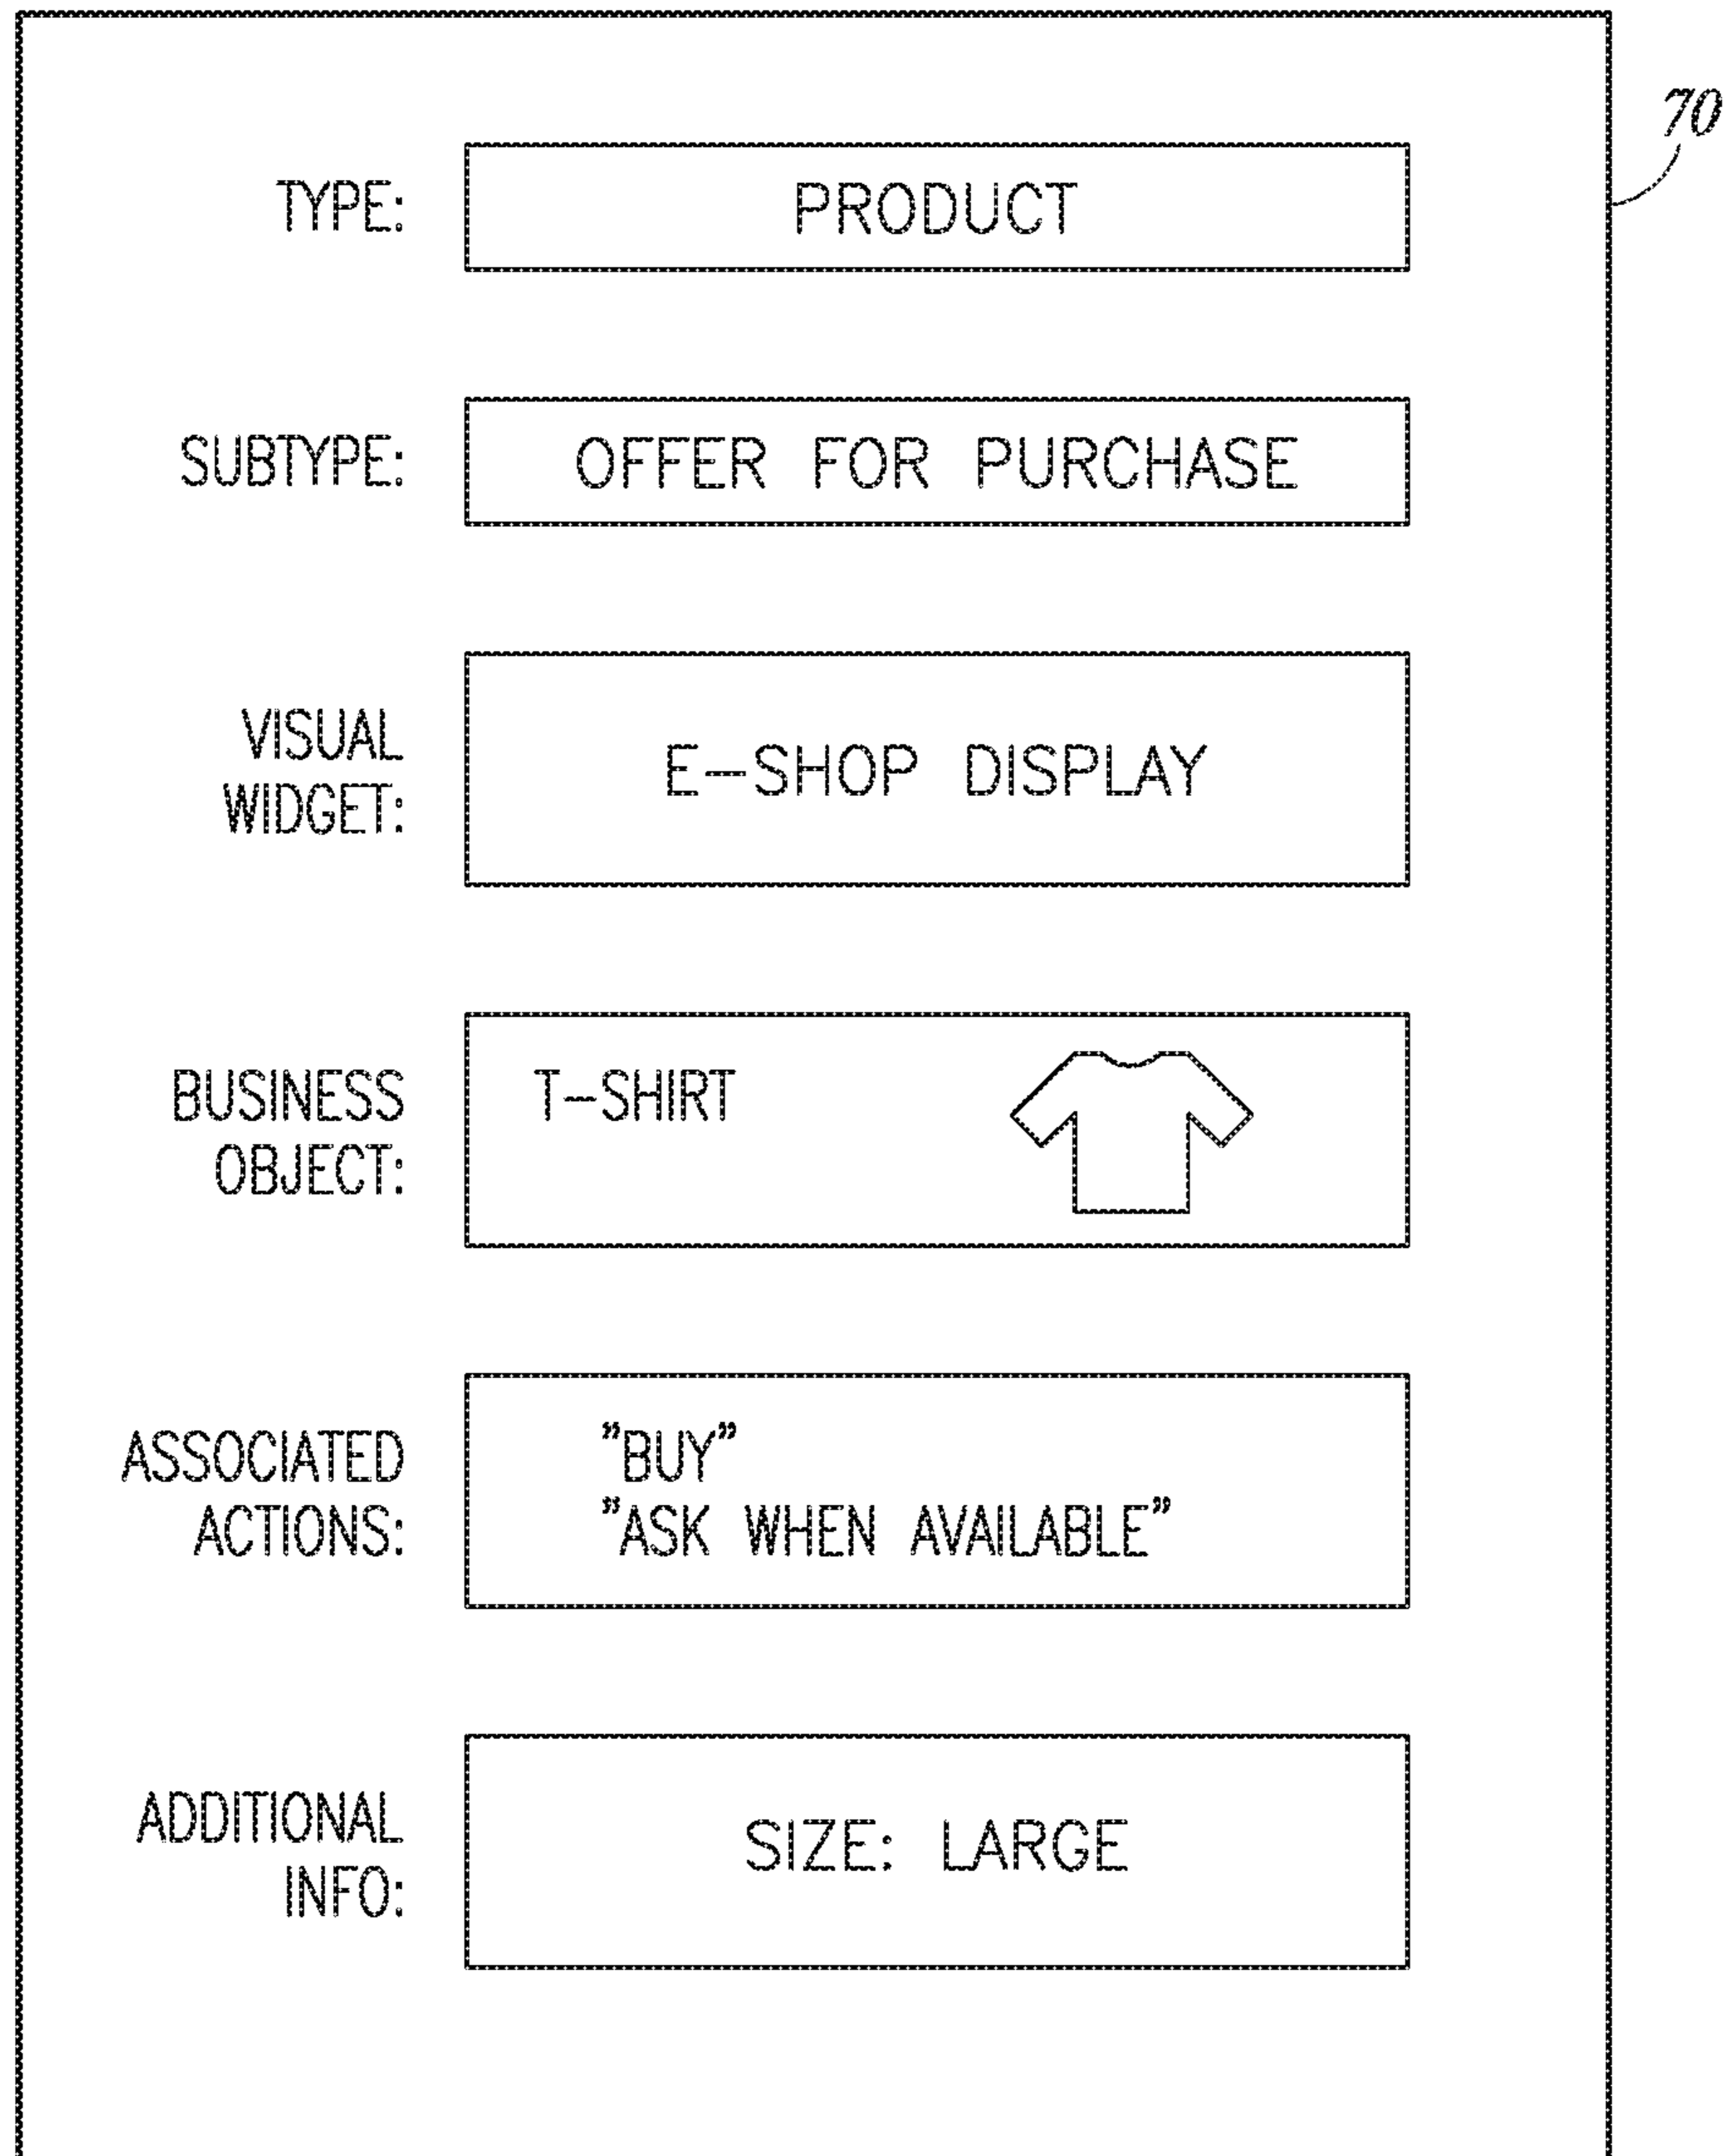 70
TYPE: PRODUCT
SUBTYPE: OFFER FOR PURCHASE
VISUAL
WIDGET:
E-SHOP DISPLAY
BUSINESS
OBJECT:
T-SHIRT
ASSOCIATED
ACTIONS:
"BUY"
"ASK WHEN AVAILABLE"
ADDITIONAL
INFO:
SIZE: LARGE